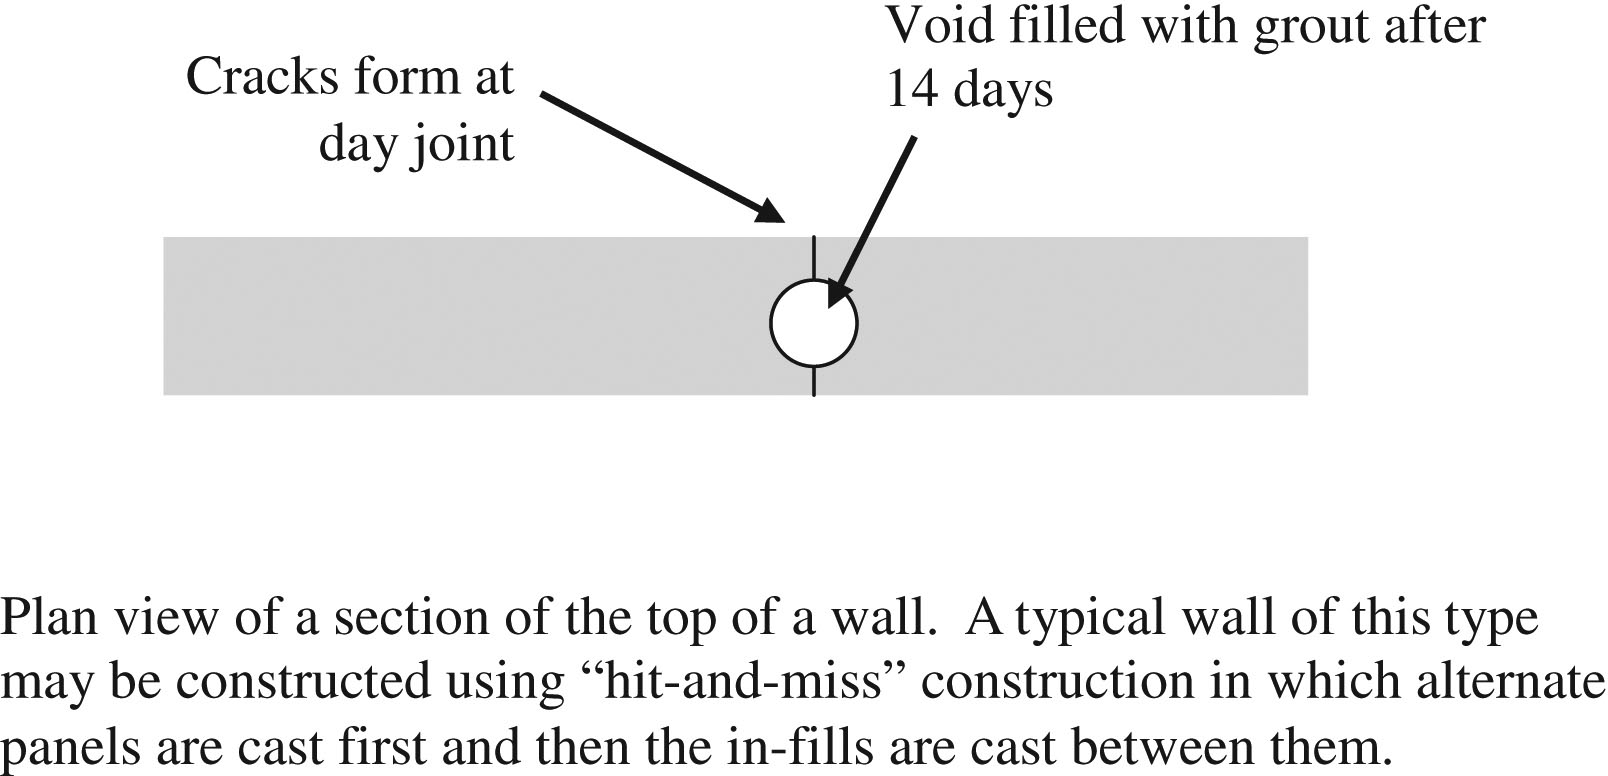 Cracks form at
day joint
Void filled with grout after
14 days
Plan view of a section of the top of a wall.  A typical wall of this type
may be constructed using “hit-and-miss” construction in which alternate
panels are cast first and then the in-fills are cast between them.